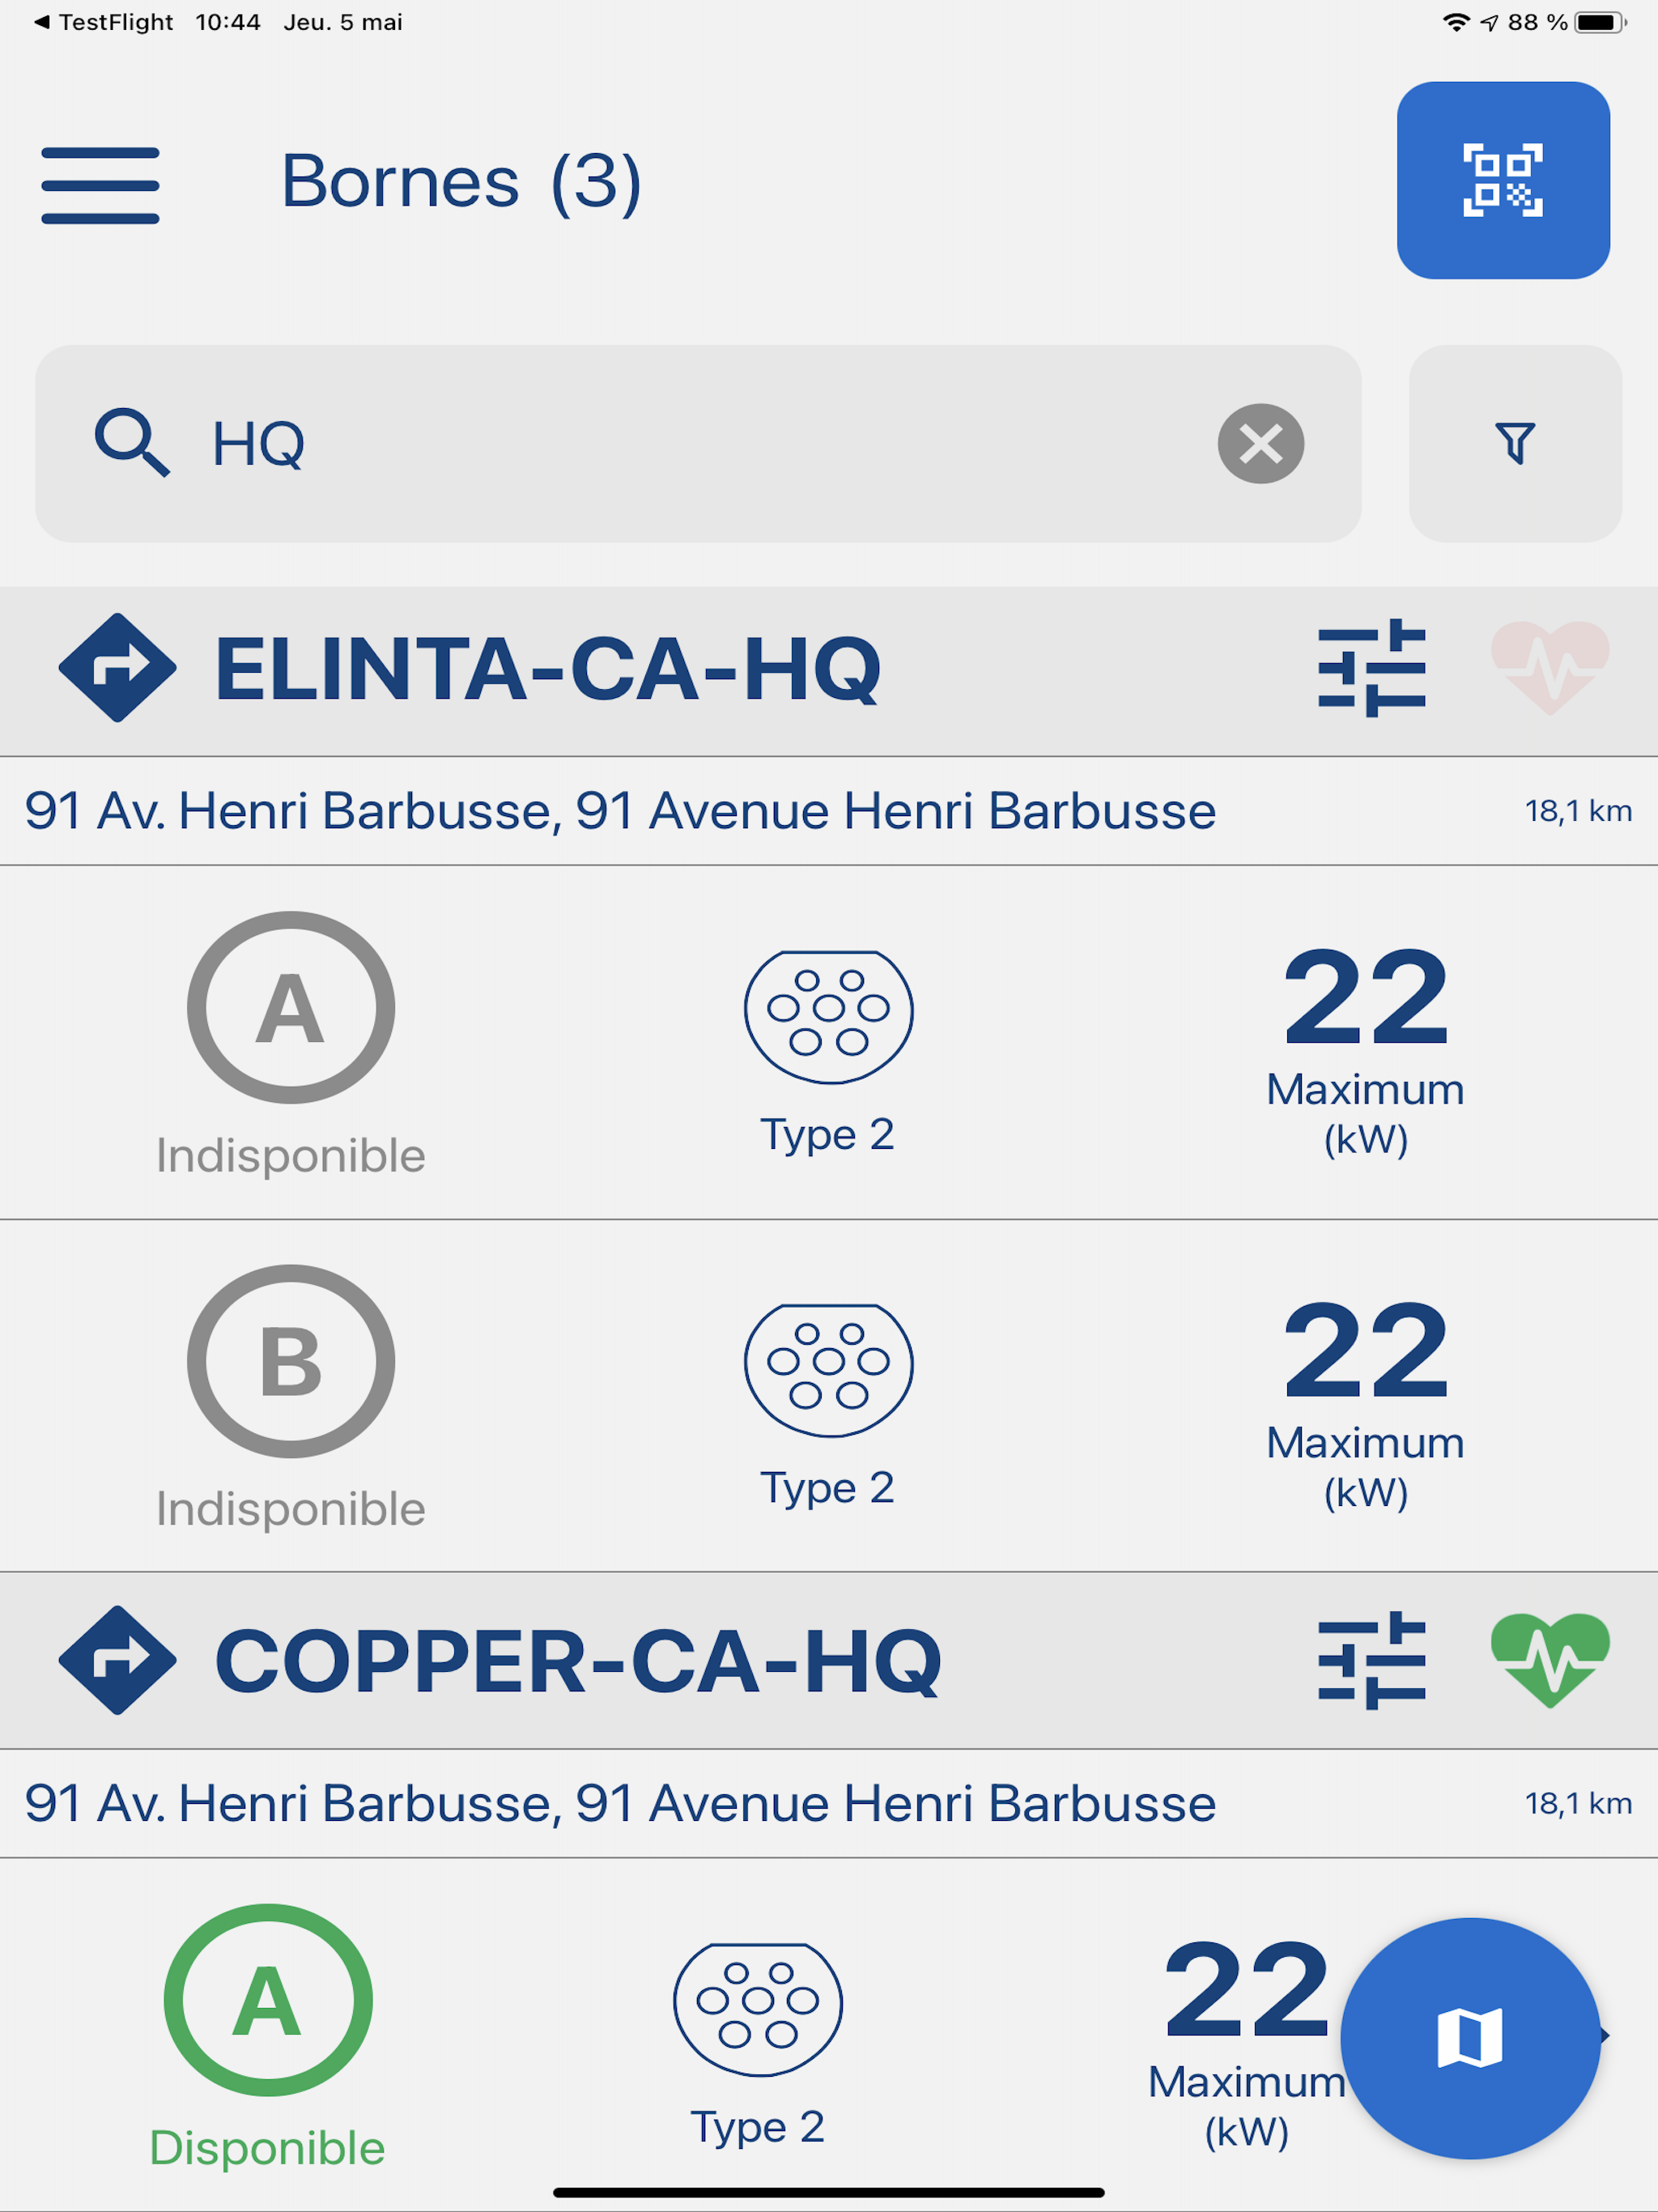 ◀ TestFlight 10:44 Jeu. 5 mai 88 %
Bornes (3)
HQ
ELINTA-CA-HQ
91 Av. Henri Barbusse, 91 Avenue Henri Barbusse 18,1 km
A
Indisponible
Type 2
22
Maximum
(kW)
B
Indisponible
Type 2
22
Maximum
(kW)
COPPER-CA-HQ
91 Av. Henri Barbusse, 91 Avenue Henri Barbusse 18,1 km
A
Disponible
Type 2
22
Maximum
(kW)